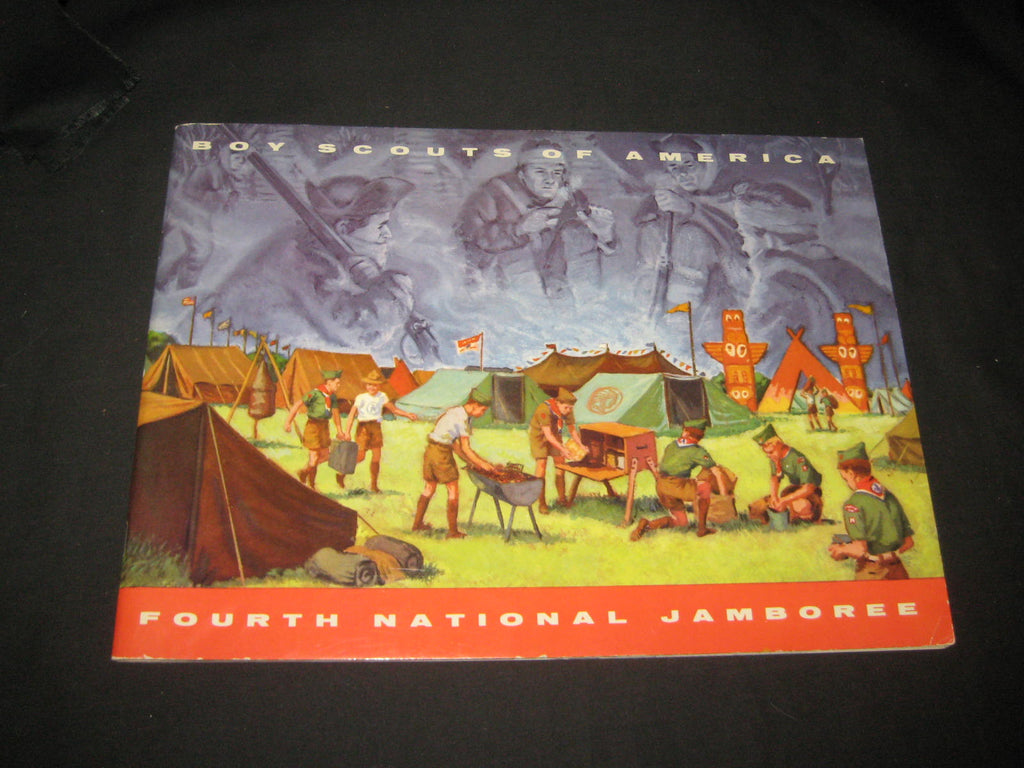 BOY SCOUTS OF AMERICA
FOURTH NATIONAL JAMBOREE